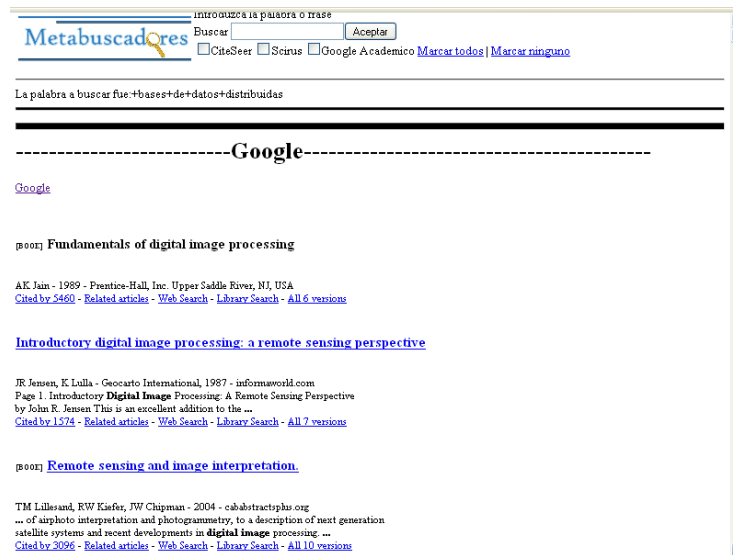 Introduzca la palabra o frase
Metabuscadores
Buscar Aceptar
CiteSeer Scirus Google Academico Marcar todos | Marcar ninguno
La palabra a buscar fue:+bases+de+datos+distribuidas
--------------------------Google------------------------------------------
Google
[BOOK] Fundamentals of digital image processing
AK Jain - 1989 - Prentice-Hall, Inc. Upper Saddle River, NJ, USA
Cited by 5460 - Related articles - Web Search - Library Search - All 6 versions
Introductory digital image processing: a remote sensing perspective
JR Jensen, K Lulla - Geocarto International, 1987 - informaworld.com
Page 1. Introductory Digital Image Processing: A Remote Sensing Perspective
by John R. Jensen This is an excellent addition to the ...
Cited by 1574 - Related articles - Web Search - Library Search - All 7 versions
[BOOK] Remote sensing and image interpretation.
TM Lillesand, RW Kiefer, JW Chipman - 2004 - cababstractsplus.org
... of airphoto interpretation and photogrammetry, to a description of next generation
satellite systems and recent developments in digital image processing. ...
Cited by 3096 - Related articles - Web Search - Library Search - All 10 versions